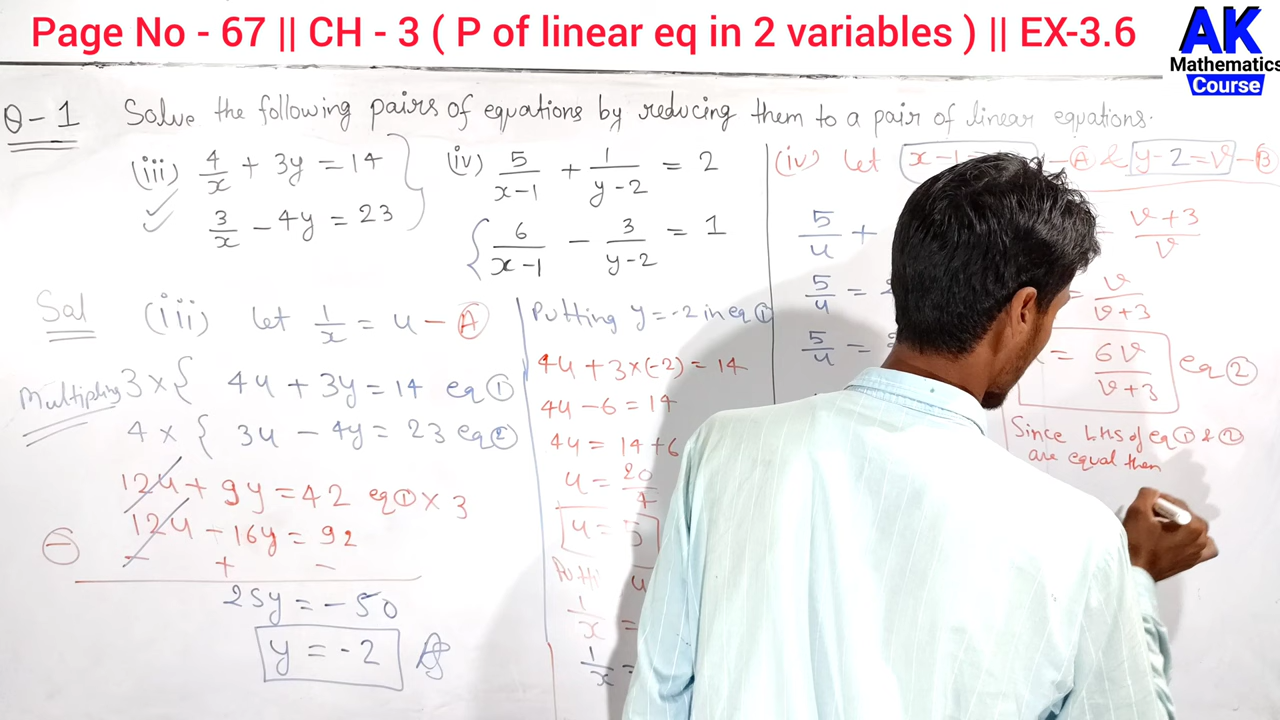 Page No - 67 || CH - 3 ( P of linear eq in 2 variables ) || EX-3.6
AK
Mathematics
Course
Q-1 Solve the following pairs of equations by reducing them to a pair of linear equations.
(iii) 4/x + 3y = 14
3/x - 4y = 23
(iv) 5/(x-1) + 1/(y-2) = 2
6/(x-1) - 3/(y-2) = 1
Sol (iii) Let 1/x = u - A
Multipling 3 × { 4u + 3y = 14 eq 1
4 × { 3u - 4y = 23 eq 2
12u + 9y = 42 eq 1 × 3
12u - 16y = 92
- + -
25y = -50
y = -2
Putting y = -2 in eq 1
4u + 3×(-2) = 14
4u - 6 = 14
4u = 14 + 6
u = 20/4
u = 5
u
1/x =
1/x =
(iv) Let x-1 - A & y-2 = v - B
5/u +
5/u =
5/u =
v+3/v
= v/(v+3)
= 6v/(v+3) eq 2
Since LHS of eq 1 & 2
are equal then